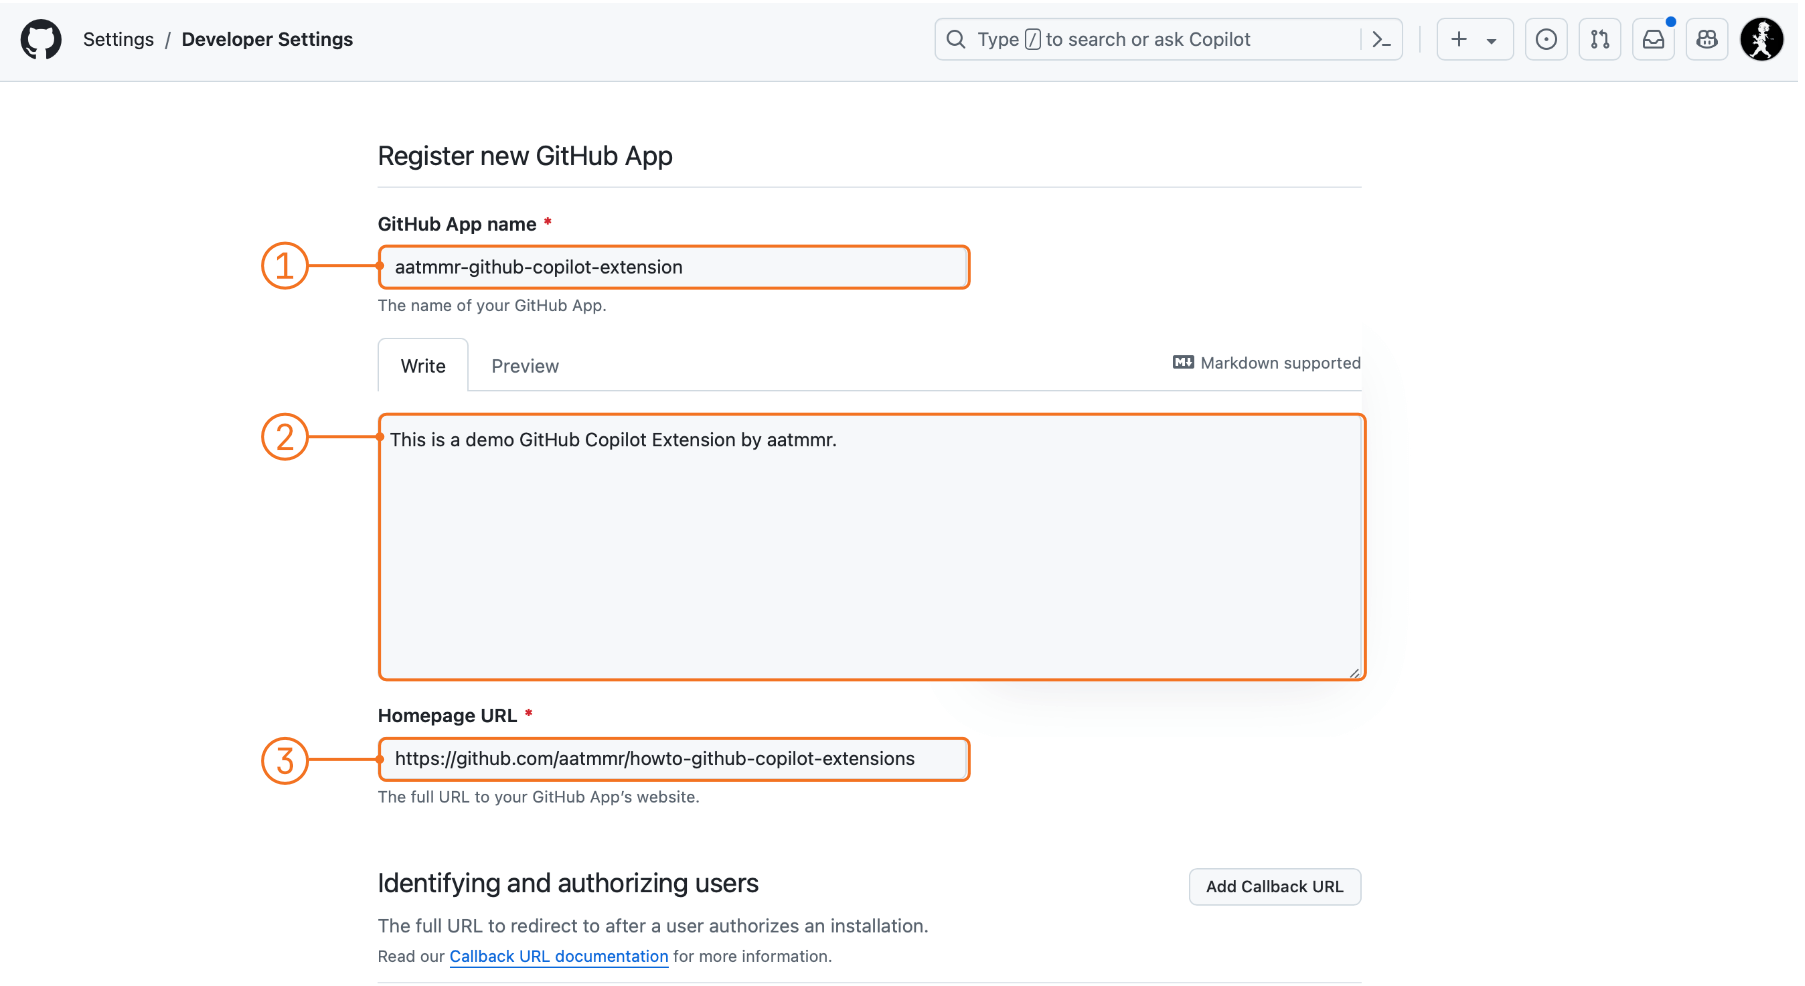 Settings / Developer Settings
Type / to search or ask Copilot
Register new GitHub App
GitHub App name *
1
aatmmr-github-copilot-extension
The name of your GitHub App.
Write
Preview
Markdown supported
2
This is a demo GitHub Copilot Extension by aatmmr.
Homepage URL *
3
https://github.com/aatmmr/howto-github-copilot-extensions
The full URL to your GitHub App’s website.
Identifying and authorizing users
Add Callback URL
The full URL to redirect to after a user authorizes an installation.
Read our Callback URL documentation for more information.